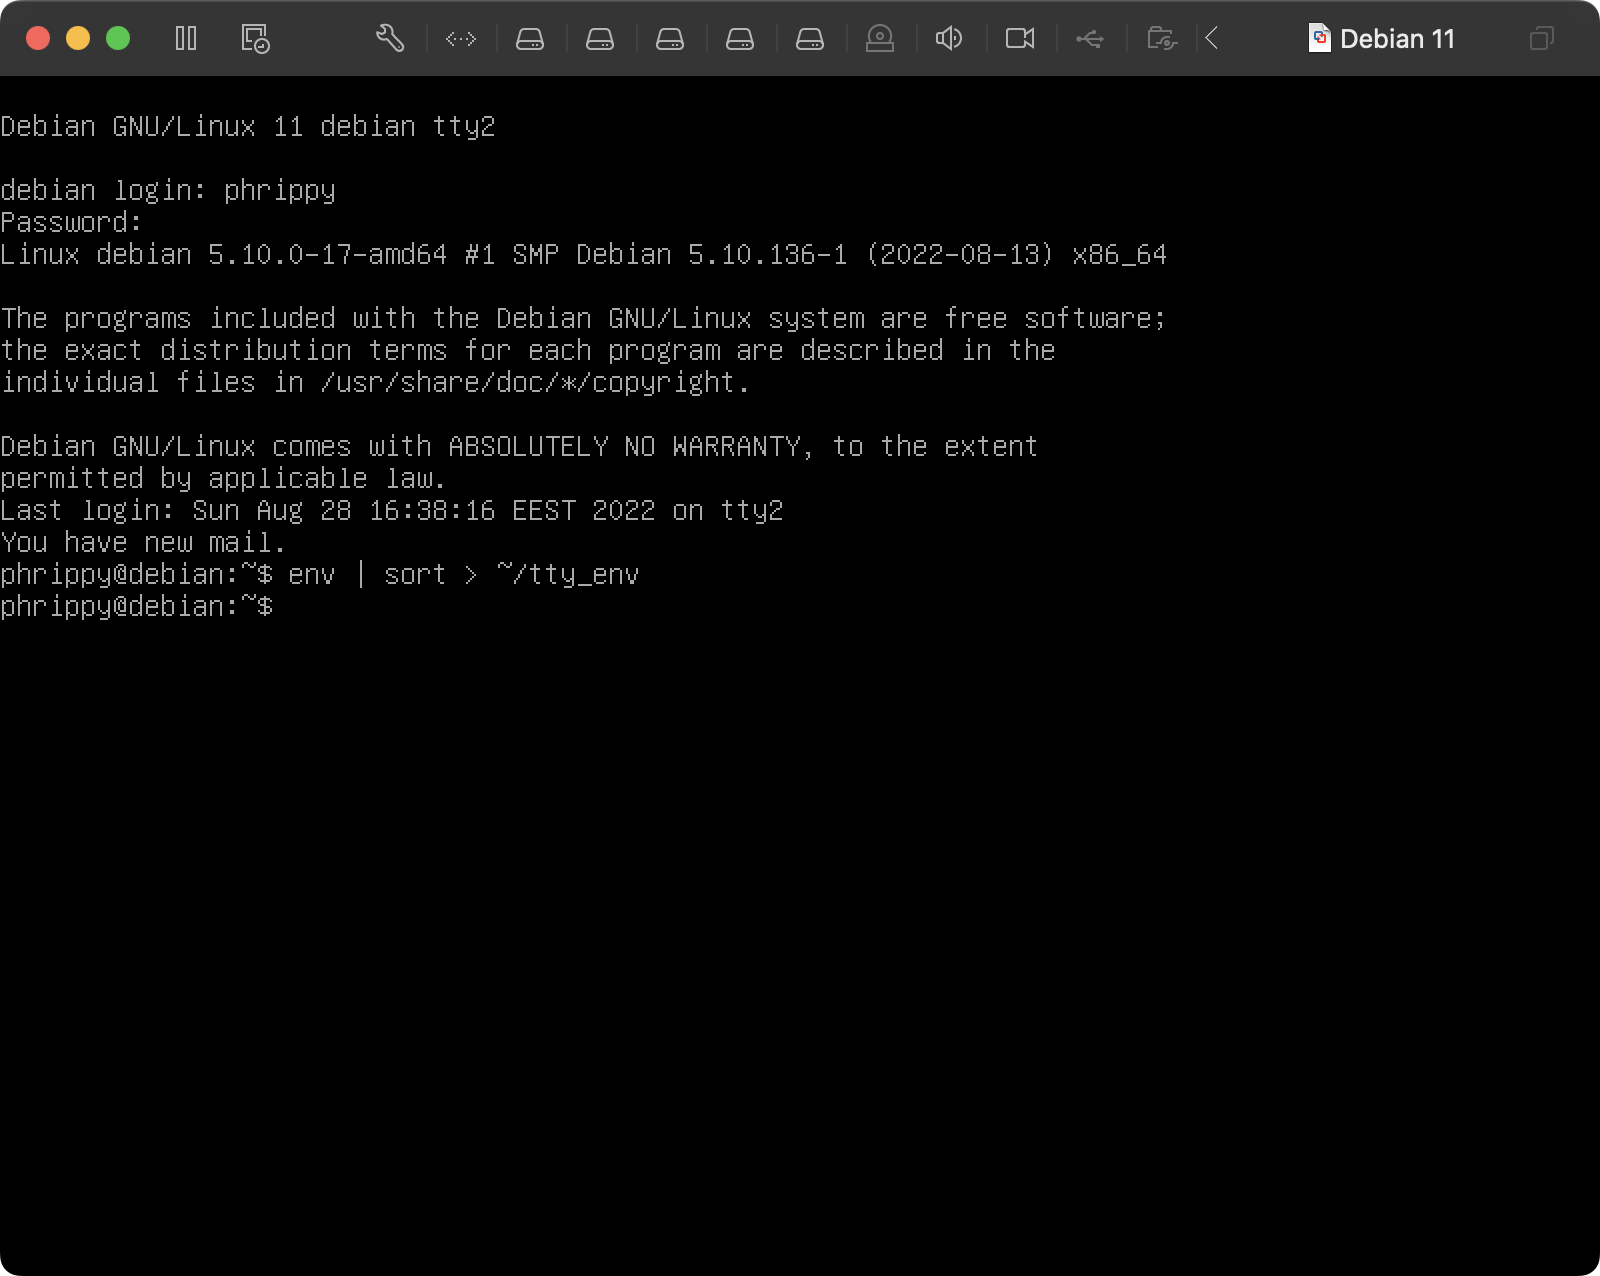 Debian 11
Debian GNU/Linux 11 debian tty2
debian login: phrippy
Password:
Linux debian 5.10.0-17-amd64 #1 SMP Debian 5.10.136-1 (2022-08-13) x86_64
The programs included with the Debian GNU/Linux system are free software;
the exact distribution terms for each program are described in the
individual files in /usr/share/doc/*/copyright.
Debian GNU/Linux comes with ABSOLUTELY NO WARRANTY, to the extent
permitted by applicable law.
Last login: Sun Aug 28 16:38:16 EEST 2022 on tty2
You have new mail.
phrippy@debian:~$ env | sort > ~/tty_env
phrippy@debian:~$